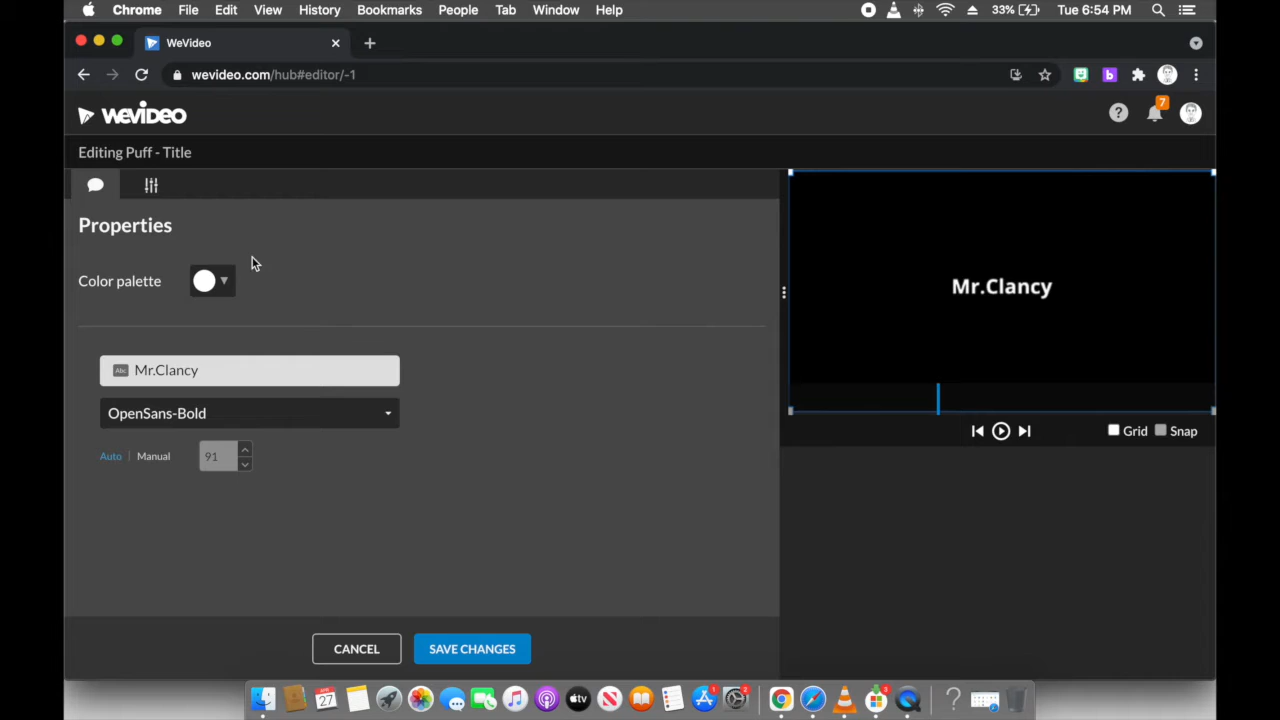 Chrome File Edit View History Bookmarks People Tab Window Help 33% Tue 6:54 PM
WeVideo
wevideo.com/hub#editor/-1
WEVIDEO 7
Editing Puff - Title
Properties
Color palette
Mr.Clancy
Abc Mr.Clancy
OpenSans-Bold
Auto | Manual 91
Grid Snap
CANCEL SAVE CHANGES